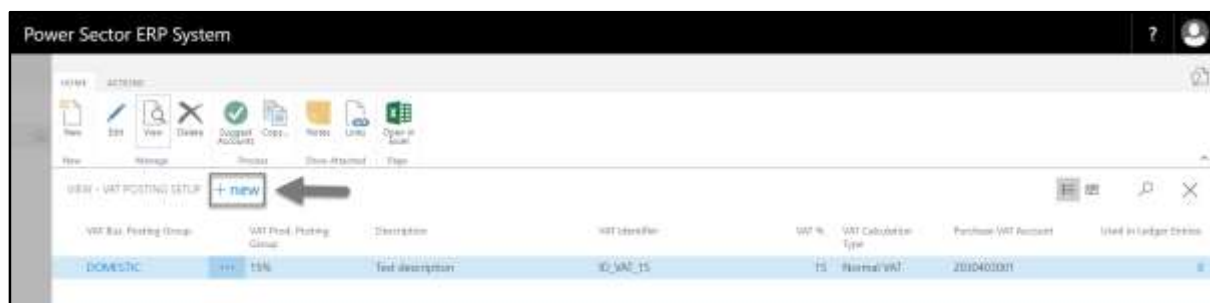 Power Sector ERP System ?
HOME ACTIONS
New Edit View Delete Suggest Accounts Copy... Notes Links Open in Excel
New Manage Process Show Attached Page
VIEW - VAT POSTING SETUP + new
VAT Bus. Posting Group VAT Prod. Posting Group Description VAT Identifier VAT % VAT Calculation Type Purchase VAT Account Used in Ledger Entries
DOMESTIC ... 15% Test description ID_VAT_15 15 Normal VAT 0